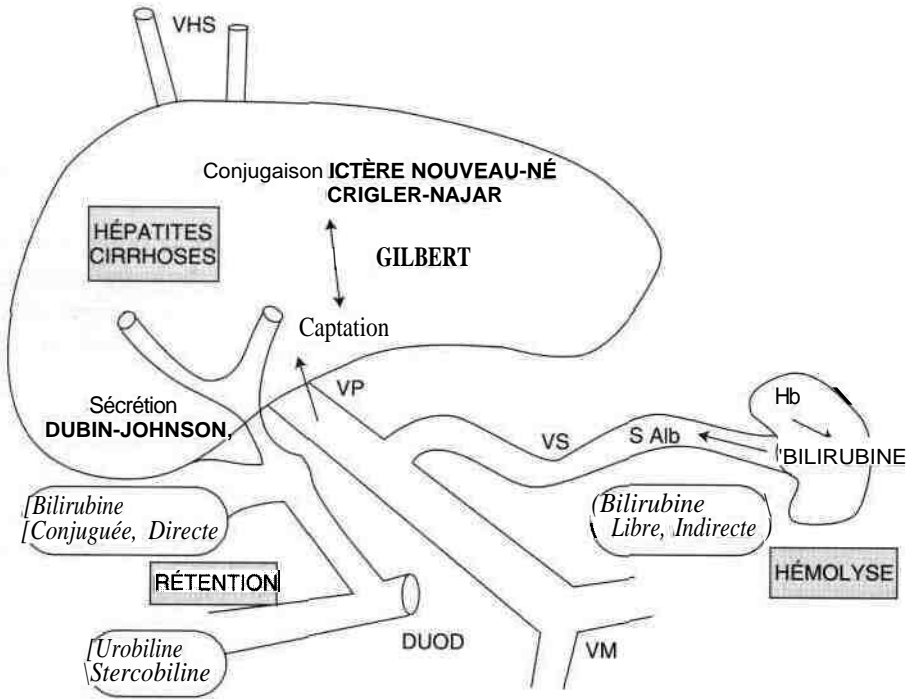 VHS
Conjugaison ICTÈRE NOUVEAU-NÉ
CRIGLER-NAJAR
HÉPATITES
CIRRHOSES
GILBERT
Captation
VP
Sécrétion
DUBIN-JOHNSON,
Hb
VS
S Alb
'BILIRUBINE
[Bilirubine
[Conjuguée, Directe
(Bilirubine
\ Libre, Indirecte
RÉTENTION
HÉMOLYSE
DUOD
VM
[Urobiline
\Stercobiline